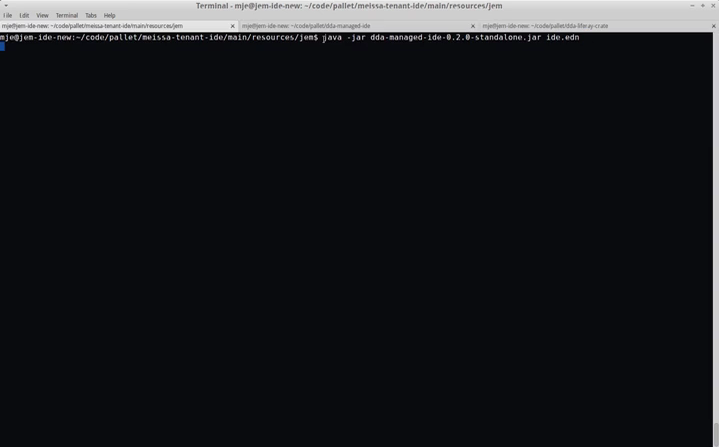 Terminal - mje@jem-ide-new: ~/code/pallet/meissa-tenant-ide/main/resources/jem
File Edit View Terminal Tabs Help
mje@jem-ide-new: ~/code/pallet/meissa-tenant-ide/main/resources/jem
mje@jem-ide-new: ~/code/pallet/dda-managed-ide
mje@jem-ide-new: ~/code/pallet/dda-liferay-crate
mje@jem-ide-new:~/code/pallet/meissa-tenant-ide/main/resources/jem$ java -jar dda-managed-ide-0.2.0-standalone.jar ide.edn